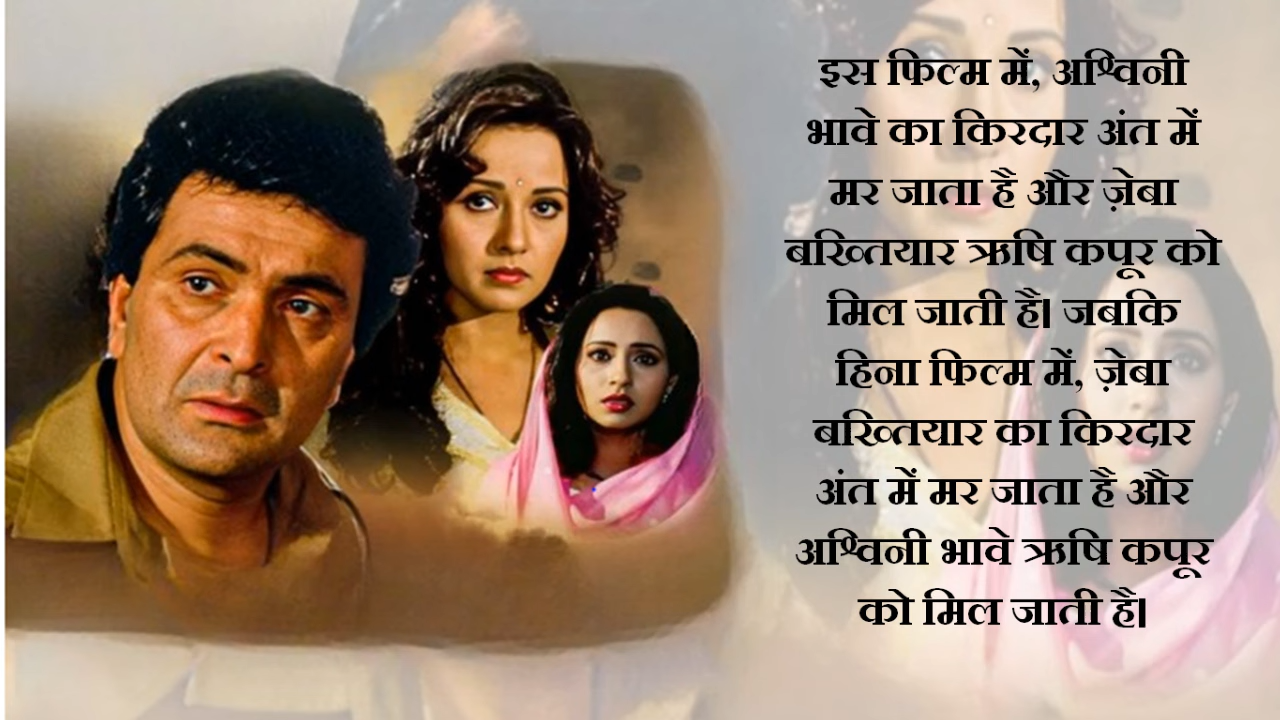 इस फिल्म में, अश्विनी
भावे का किरदार अंत में
मर जाता है और ज़ेबा
बख्तियार ऋषि कपूर को
मिल जाती है। जबकि
हिना फिल्म में, ज़ेबा
बख्तियार का किरदार
अंत में मर जाता है और
अश्विनी भावे ऋषि कपूर
को मिल जाती है।